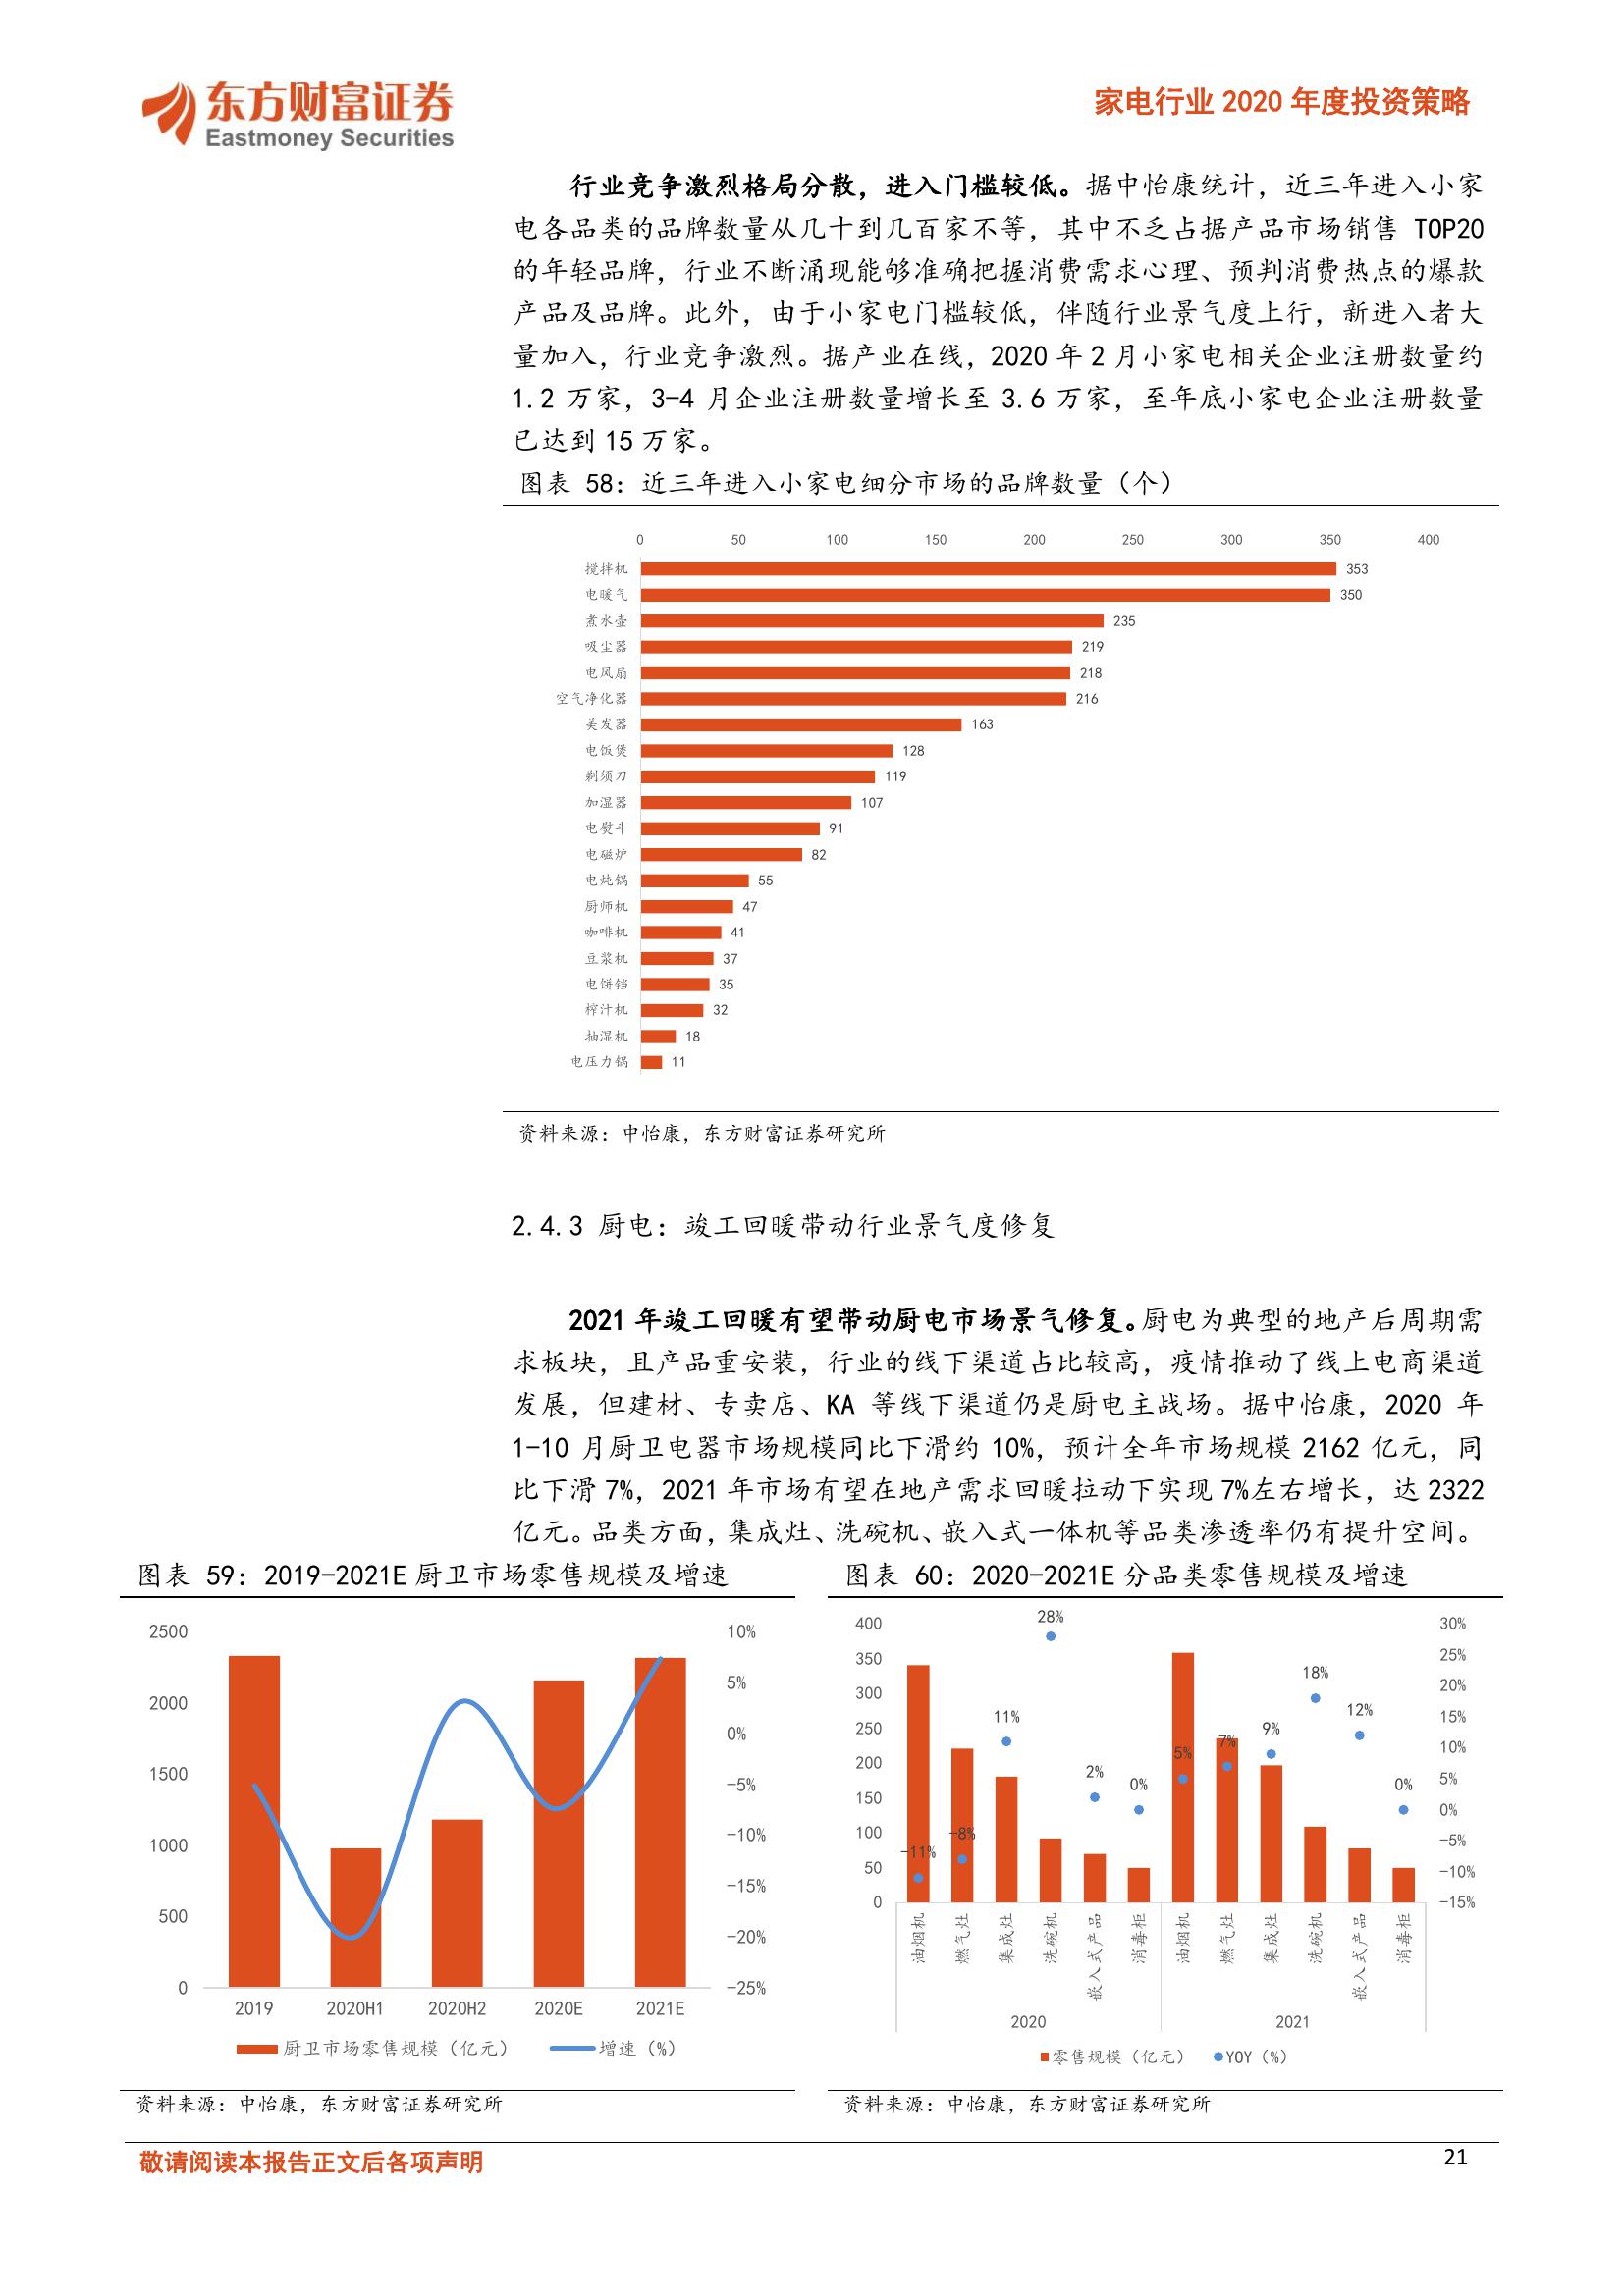 东方财富证券
Eastmoney Securities
家电行业 2020 年度投资策略
行业竞争激烈格局分散，进入门槛较低。据中怡康统计，近三年进入小家
电各品类的品牌数量从几十到几百家不等，其中不乏占据产品市场销售 TOP20
的年轻品牌，行业不断涌现能够准确把握消费需求心理、预判消费热点的爆款
产品及品牌。此外，由于小家电门槛较低，伴随行业景气度上行，新进入者大
量加入，行业竞争激烈。据产业在线，2020 年 2 月小家电相关企业注册数量约
1.2 万家，3-4 月企业注册数量增长至 3.6 万家，至年底小家电企业注册数量
已达到 15 万家。
图表 58：近三年进入小家电细分市场的品牌数量（个）
0 50 100 150 200 250 300 350 400
搅拌机 353
电暖气 350
煮水壶 235
吸尘器 219
电风扇 218
空气净化器 216
美发器 163
电饭煲 128
剃须刀 119
加湿器 107
电熨斗 91
电磁炉 82
电炖锅 55
厨师机 47
咖啡机 41
豆浆机 37
电饼铛 35
榨汁机 32
抽湿机 18
电压力锅 11
资料来源：中怡康，东方财富证券研究所
2.4.3 厨电：竣工回暖带动行业景气度修复
2021 年竣工回暖有望带动厨电市场景气修复。厨电为典型的地产后周期需
求板块，且产品重安装，行业的线下渠道占比较高，疫情推动了线上电商渠道
发展，但建材、专卖店、KA 等线下渠道仍是厨电主战场。据中怡康，2020 年
1-10 月厨卫电器市场规模同比下滑约 10%，预计全年市场规模 2162 亿元，同
比下滑 7%，2021 年市场有望在地产需求回暖拉动下实现 7%左右增长，达 2322
亿元。品类方面，集成灶、洗碗机、嵌入式一体机等品类渗透率仍有提升空间。
图表 59：2019-2021E 厨卫市场零售规模及增速
2500 10%
5%
2000
0%
1500
-5%
1000 -10%
-15%
500
-20%
0 -25%
2019 2020H1 2020H2 2020E 2021E
厨卫市场零售规模（亿元） 增速（%）
资料来源：中怡康，东方财富证券研究所
图表 60：2020-2021E 分品类零售规模及增速
400 30%
350 25%
300 20%
250 15%
200 10%
150 5%
100 0%
50 -5%
0 -10%
-15%
-11% -8% 11% 28% 2% 0% 5% 7% 9% 18% 12% 0%
油烟机 燃气灶 集成灶 洗碗机 嵌入式产品 消毒柜 油烟机 燃气灶 集成灶 洗碗机 嵌入式产品 消毒柜
2020 2021
零售规模（亿元） YOY（%）
资料来源：中怡康，东方财富证券研究所
敬请阅读本报告正文后各项声明
21